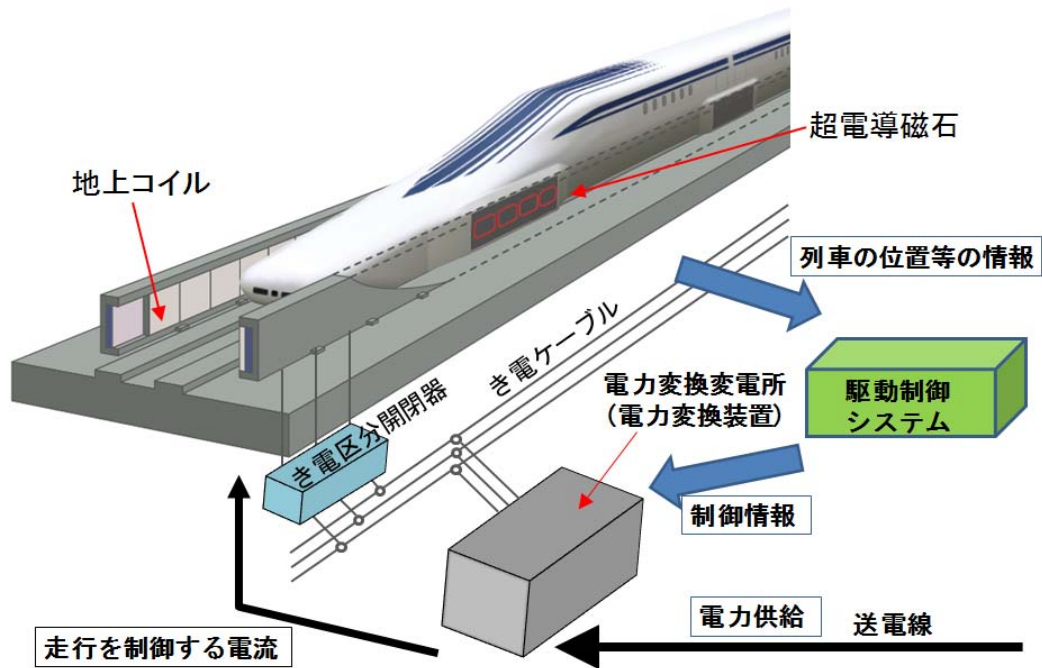 超電導磁石
地上コイル
列車の位置等の情報
き電ケーブル
電力変換変電所
（電力変換装置）
駆動制御
システム
き電区分開閉器
制御情報
電力供給
送電線
走行を制御する電流